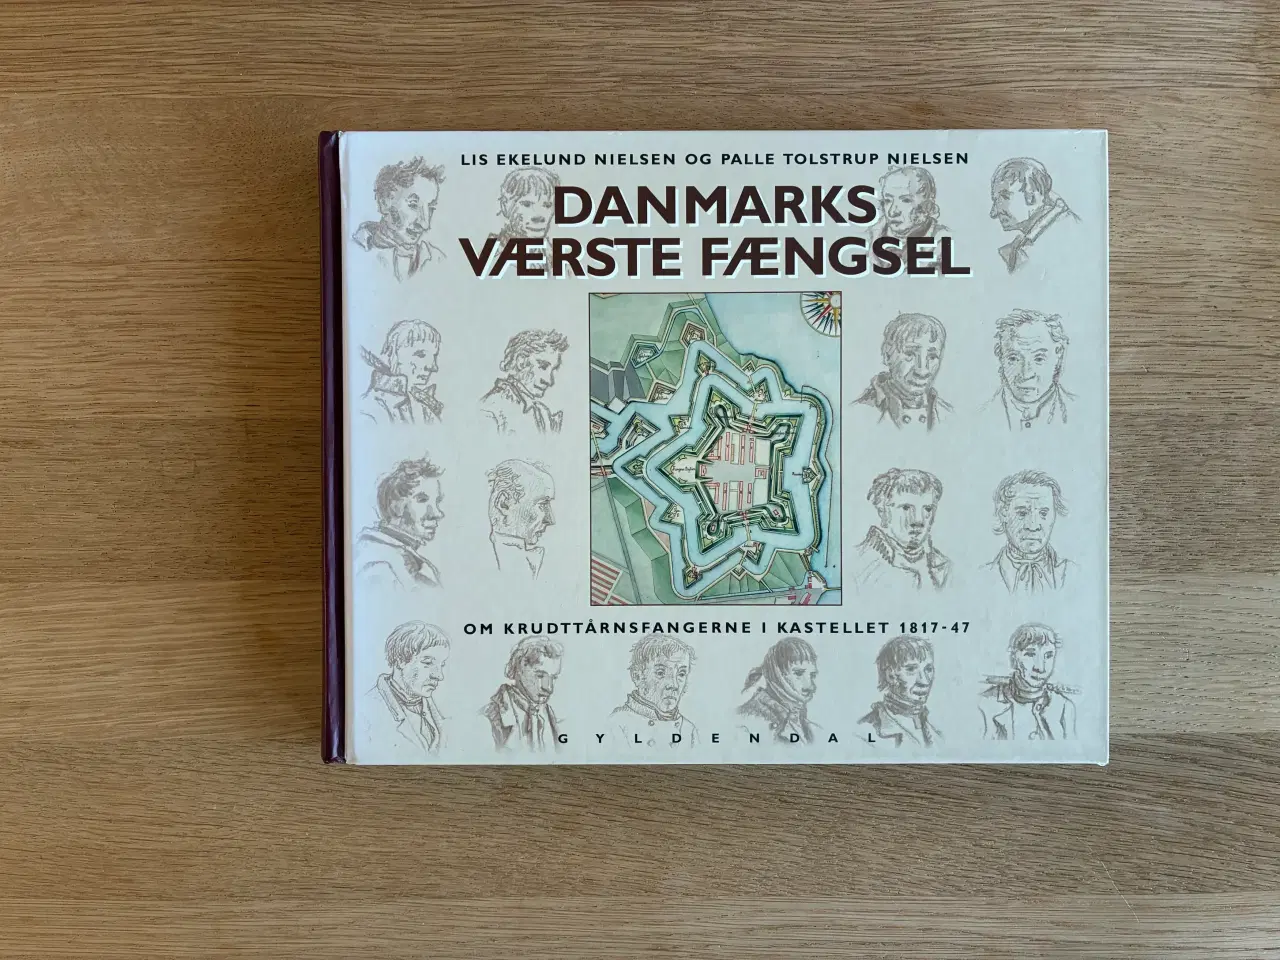 LIS EKELUND NIELSEN OG PALLE TOLSTRUP NIELSEN
DANMARKS
VÆRSTE FÆNGSEL
OM KRUDTTÅRNSFANGERNE I KASTELLET 1817-47
GYLDENDAL